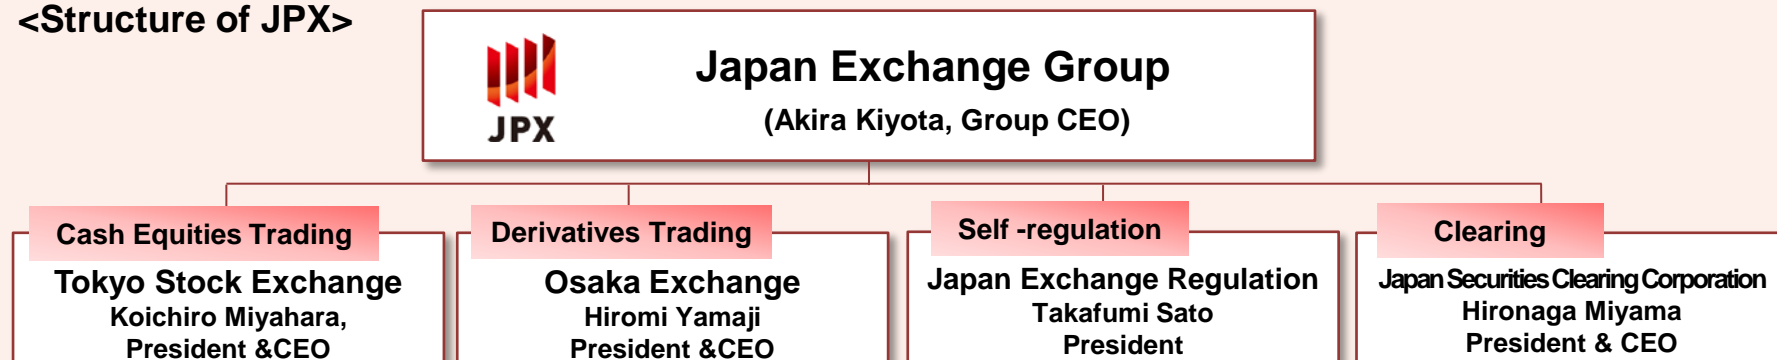 <Structure of JPX>
JPX
Japan Exchange Group
(Akira Kiyota, Group CEO)
Cash Equities Trading
Tokyo Stock Exchange
Koichiro Miyahara,
President &CEO
Derivatives Trading
Osaka Exchange
Hiromi Yamaji
President &CEO
Self -regulation
Japan Exchange Regulation
Takafumi Sato
President
Clearing
Japan Securities Clearing Corporation
Hironaga Miyama
President & CEO